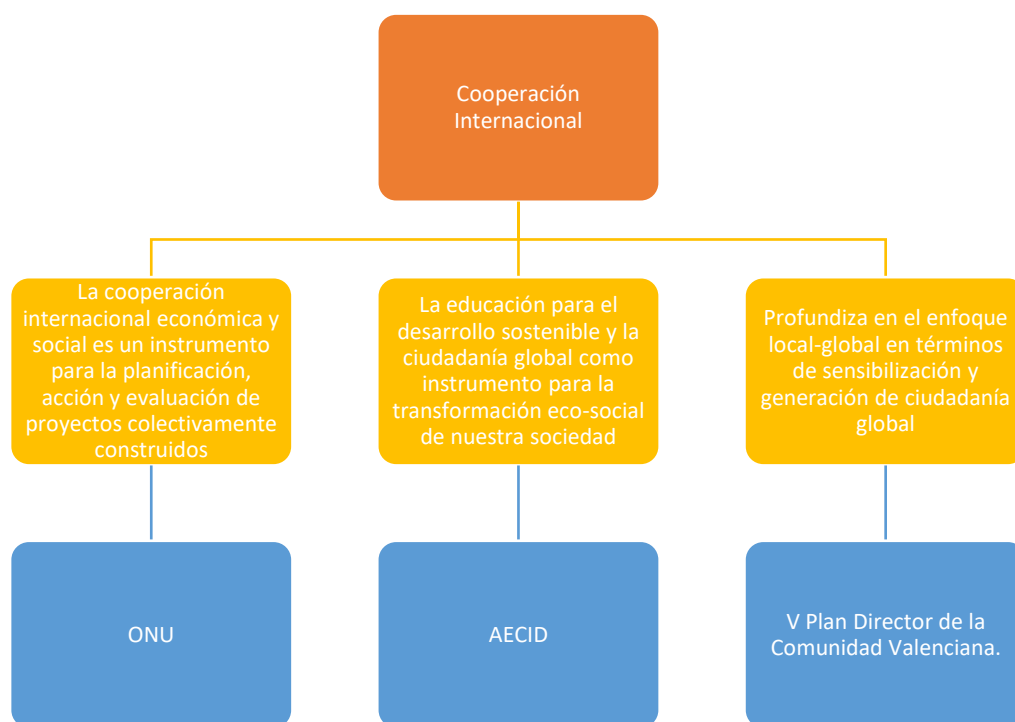 Cooperación
Internacional
La cooperación
internacional económica y
social es un instrumento
para la planificación,
acción y evaluación de
proyectos colectivamente
construidos
La educación para el
desarrollo sostenible y la
ciudadanía global como
instrumento para la
transformación eco-social
de nuestra sociedad
Profundiza en el enfoque
local-global en términos
de sensibilización y
generación de ciudadanía
global
ONU
AECID
V Plan Director de la
Comunidad Valenciana.